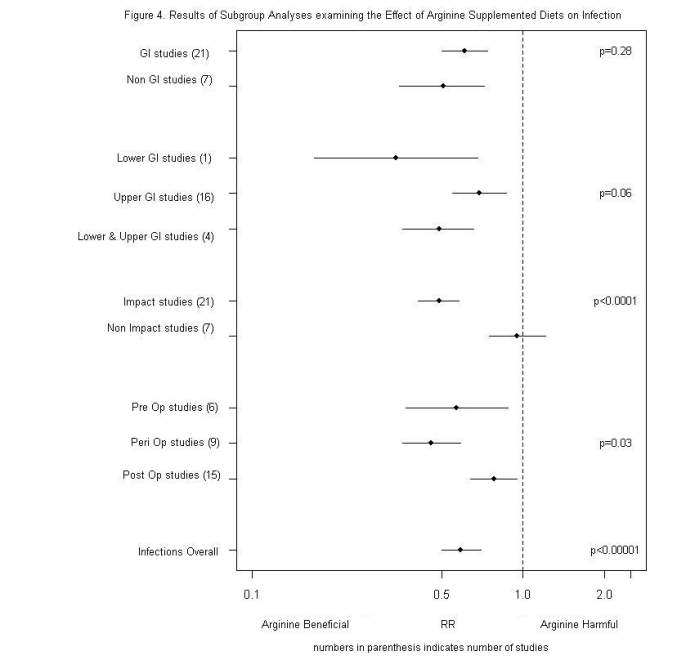 Figure 4. Results of Subgroup Analyses examining the Effect of Arginine Supplemented Diets on Infection
GI studies (21) p=0.28
Non GI studies (7)
Lower GI studies (1)
Upper GI studies (16) p=0.06
Lower & Upper GI studies (4)
Impact studies (21) p<0.0001
Non Impact studies (7)
Pre Op studies (6)
Peri Op studies (9) p=0.03
Post Op studies (15)
Infections Overall p<0.00001
0.1 0.5 1.0 2.0
Arginine Beneficial RR Arginine Harmful
numbers in parenthesis indicates number of studies